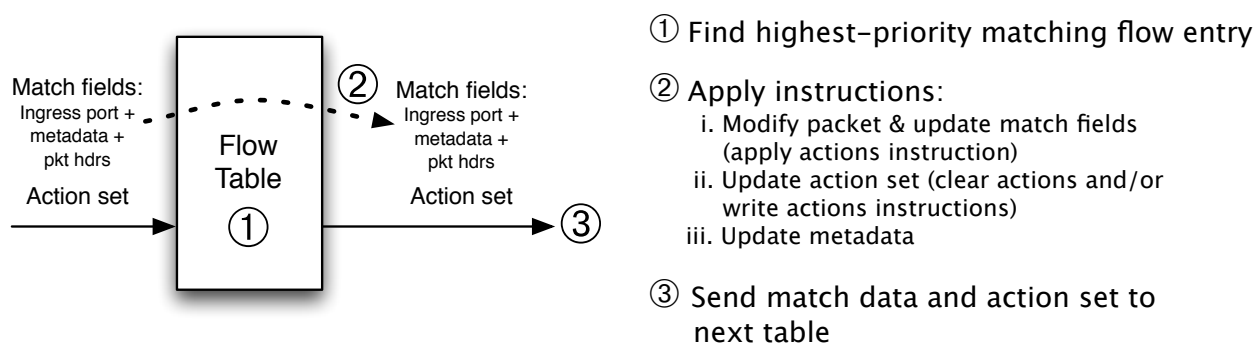 Match fields:
Ingress port +
metadata +
pkt hdrs
Action set
Flow
Table
①
②
Match fields:
Ingress port +
metadata +
pkt hdrs
Action set
③
① Find highest–priority matching flow entry
② Apply instructions:
i. Modify packet & update match fields
(apply actions instruction)
ii. Update action set (clear actions and/or
write actions instructions)
iii. Update metadata
③ Send match data and action set to
next table